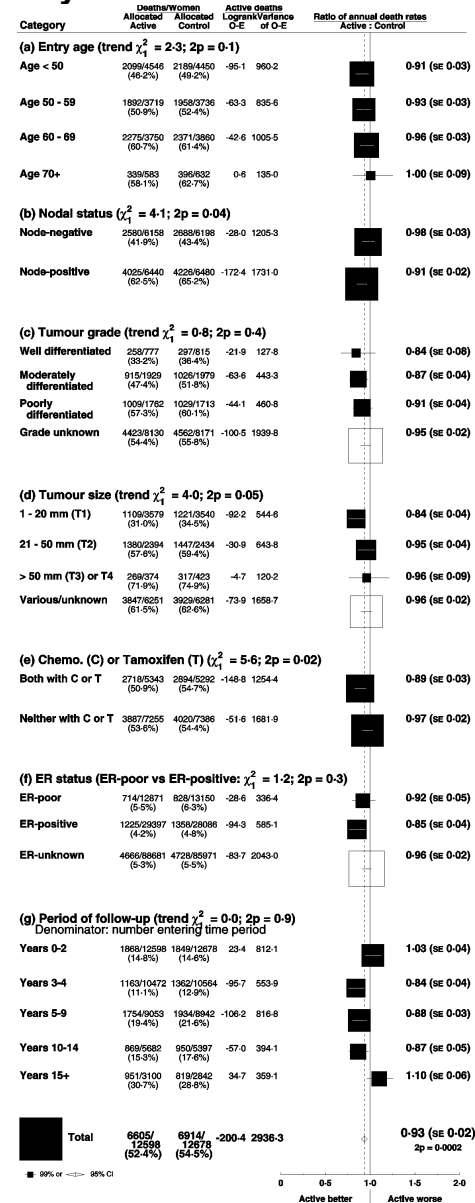 Deaths/Women Active deaths
Allocated Allocated Logrank Variance Ratio of annual death rates
Category Active Control O-E of O-E Active : Control
(a) Entry age (trend χ²₁ = 2·3; 2p = 0·1)
Age < 50 2099/4546 2189/4450 -95·1 960·2 0·91 (SE 0·03)
(46·2%) (49·2%)
Age 50 - 59 1892/3719 1958/3736 -63·3 835·6 0·93 (SE 0·03)
(50·9%) (52·4%)
Age 60 - 69 2275/3750 2371/3860 -42·6 1005·5 0·96 (SE 0·03)
(60·7%) (61·4%)
Age 70+ 339/583 396/632 0·6 135·0 1·00 (SE 0·09)
(58·1%) (62·7%)
(b) Nodal status (χ²₁ = 4·1; 2p = 0·04)
Node-negative 2580/6158 2688/6198 -28·0 1205·3 0·98 (SE 0·03)
(41·9%) (43·4%)
Node-positive 4025/6440 4226/6480 -172·4 1731·0 0·91 (SE 0·02)
(62·5%) (65·2%)
(c) Tumour grade (trend χ²₁ = 0·8; 2p = 0·4)
Well differentiated 258/777 297/815 -21·9 127·8 0·84 (SE 0·08)
(33·2%) (36·4%)
Moderately 915/1929 1026/1979 -63·6 443·3 0·87 (SE 0·04)
differentiated (47·4%) (51·8%)
Poorly 1009/1762 1029/1713 -44·1 460·8 0·91 (SE 0·04)
differentiated (57·3%) (60·1%)
Grade unknown 4423/8130 4562/8171 -100·5 1939·8 0·95 (SE 0·02)
(54·4%) (55·8%)
(d) Tumour size (trend χ²₁ = 4·0; 2p = 0·05)
1 - 20 mm (T1) 1109/3579 1221/3540 -92·2 544·6 0·84 (SE 0·04)
(31·0%) (34·5%)
21 - 50 mm (T2) 1380/2394 1447/2434 -30·9 643·8 0·95 (SE 0·04)
(57·6%) (59·4%)
> 50 mm (T3) or T4 269/374 317/423 -4·7 120·2 0·96 (SE 0·09)
(71·9%) (74·9%)
Various/unknown 3847/6251 3929/6281 -73·9 1658·7 0·96 (SE 0·02)
(61·5%) (62·6%)
(e) Chemo. (C) or Tamoxifen (T) (χ²₁ = 5·6; 2p = 0·02)
Both with C or T 2718/5343 2894/5292 -148·8 1254·4 0·89 (SE 0·03)
(50·9%) (54·7%)
Neither with C or T 3887/7255 4020/7386 -51·6 1681·9 0·97 (SE 0·02)
(53·6%) (54·4%)
(f) ER status (ER-poor vs ER-positive: χ²₁ = 1·2; 2p = 0·3)
ER-poor 714/12871 828/13150 -28·6 336·4 0·92 (SE 0·05)
(5·5%) (6·3%)
ER-positive 1225/29397 1358/28086 -94·3 585·1 0·85 (SE 0·04)
(4·2%) (4·8%)
ER-unknown 4666/88681 4728/85971 -83·7 2043·0 0·96 (SE 0·02)
(5·3%) (5·5%)
(g) Period of follow-up (trend χ²₁ = 0·0; 2p = 0·9)
Denominator: number entering time period
Years 0-2 1868/12598 1849/12678 23·4 812·1 1·03 (SE 0·04)
(14·8%) (14·6%)
Years 3-4 1163/10472 1362/10564 -95·7 553·9 0·84 (SE 0·04)
(11·1%) (12·9%)
Years 5-9 1754/9053 1934/8942 -106·2 816·8 0·88 (SE 0·03)
(19·4%) (21·6%)
Years 10-14 869/5682 950/5397 -57·0 394·1 0·87 (SE 0·05)
(15·3%) (17·6%)
Years 15+ 951/3100 819/2842 34·7 359·1 1·10 (SE 0·06)
(30·7%) (28·8%)
Total 6605/ 6914/ -200·4 2936·3 0·93 (SE 0·02)
12598 12678 2p = 0·0002
(52·4%) (54·5%)
99% or 95% CI
0 0·5 1·0 1·5 2·0
Active better Active worse